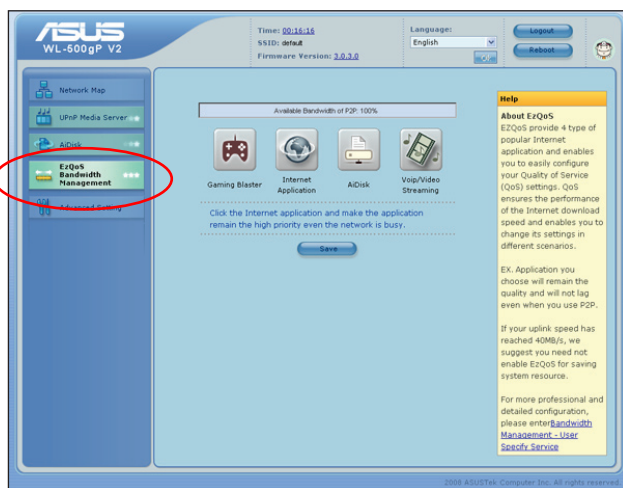 ASUS
WL-500gP V2
Time: 00:16:16
SSID: default
Firmware Version: 3.0.3.0
Language:
English
Logout
Reboot
Network Map
UPnP Media Server
AiDisk
EzQoS
Bandwidth
Management
Advanced Setting
Available Bandwidth of P2P: 100%
Gaming Blaster
Internet
Application
AiDisk
Voip/Video
Streaming
Click the Internet application and make the application
remain the high priority even the network is busy.
Save
Help
About EzQoS
EZQoS provide 4 type of
popular Internet
application and enables
you to easily configure
your Quality of Service
(QoS) settings. QoS
ensures the performance
of the Internet download
speed and enables you to
change its settings in
different scenarios.
EX. Application you
choose will remain the
quality and will not lag
even when you use P2P.
If your uplink speed has
reached 40MB/s, we
suggest you need not
enable EzQoS for saving
system resource.
For more professional and
detailed configuration,
please enterBandwidth
Management - User
Specify Service
2008 ASUSTek Computer Inc. All rights reserved.